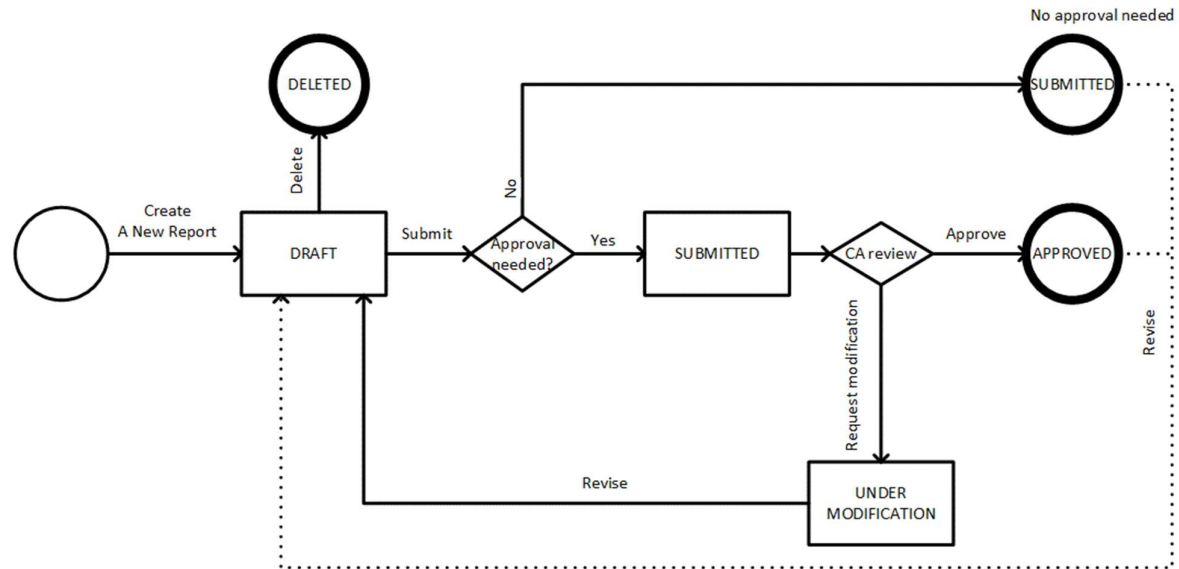 No approval needed
DELETED
SUBMITTED
Delete
No
Create
A New Report
DRAFT
Submit
Approval
needed?
Yes
SUBMITTED
CA review
Approve
APPROVED
Request modification
Revise
Revise
UNDER
MODIFICATION